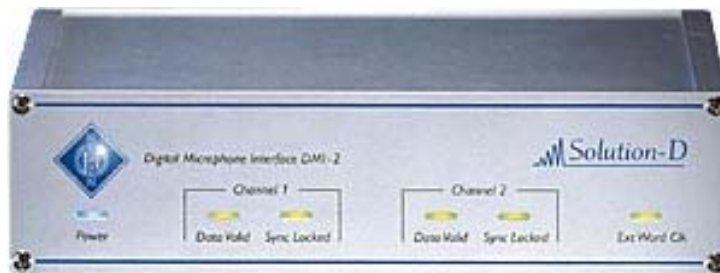 Digital Microphone Interface DMI-2
Solution-D
Channel 1
Channel 2
Power
Data Valid
Sync Locked
Data Valid
Sync Locked
Ext Word Clk